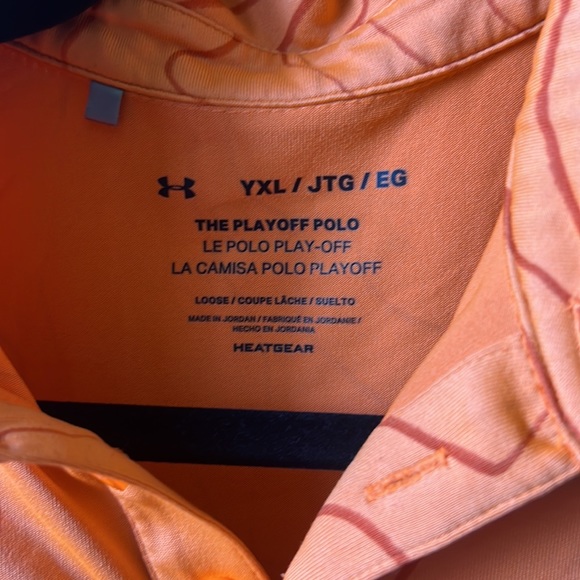 YXL / JTG / EG
THE PLAYOFF POLO
LE POLO PLAY-OFF
LA CAMISA POLO PLAYOFF
LOOSE / COUPE LÂCHE / SUELTO
MADE IN JORDAN / FABRIQUÉ EN JORDANIE /
HECHO EN JORDANIA
HEATGEAR